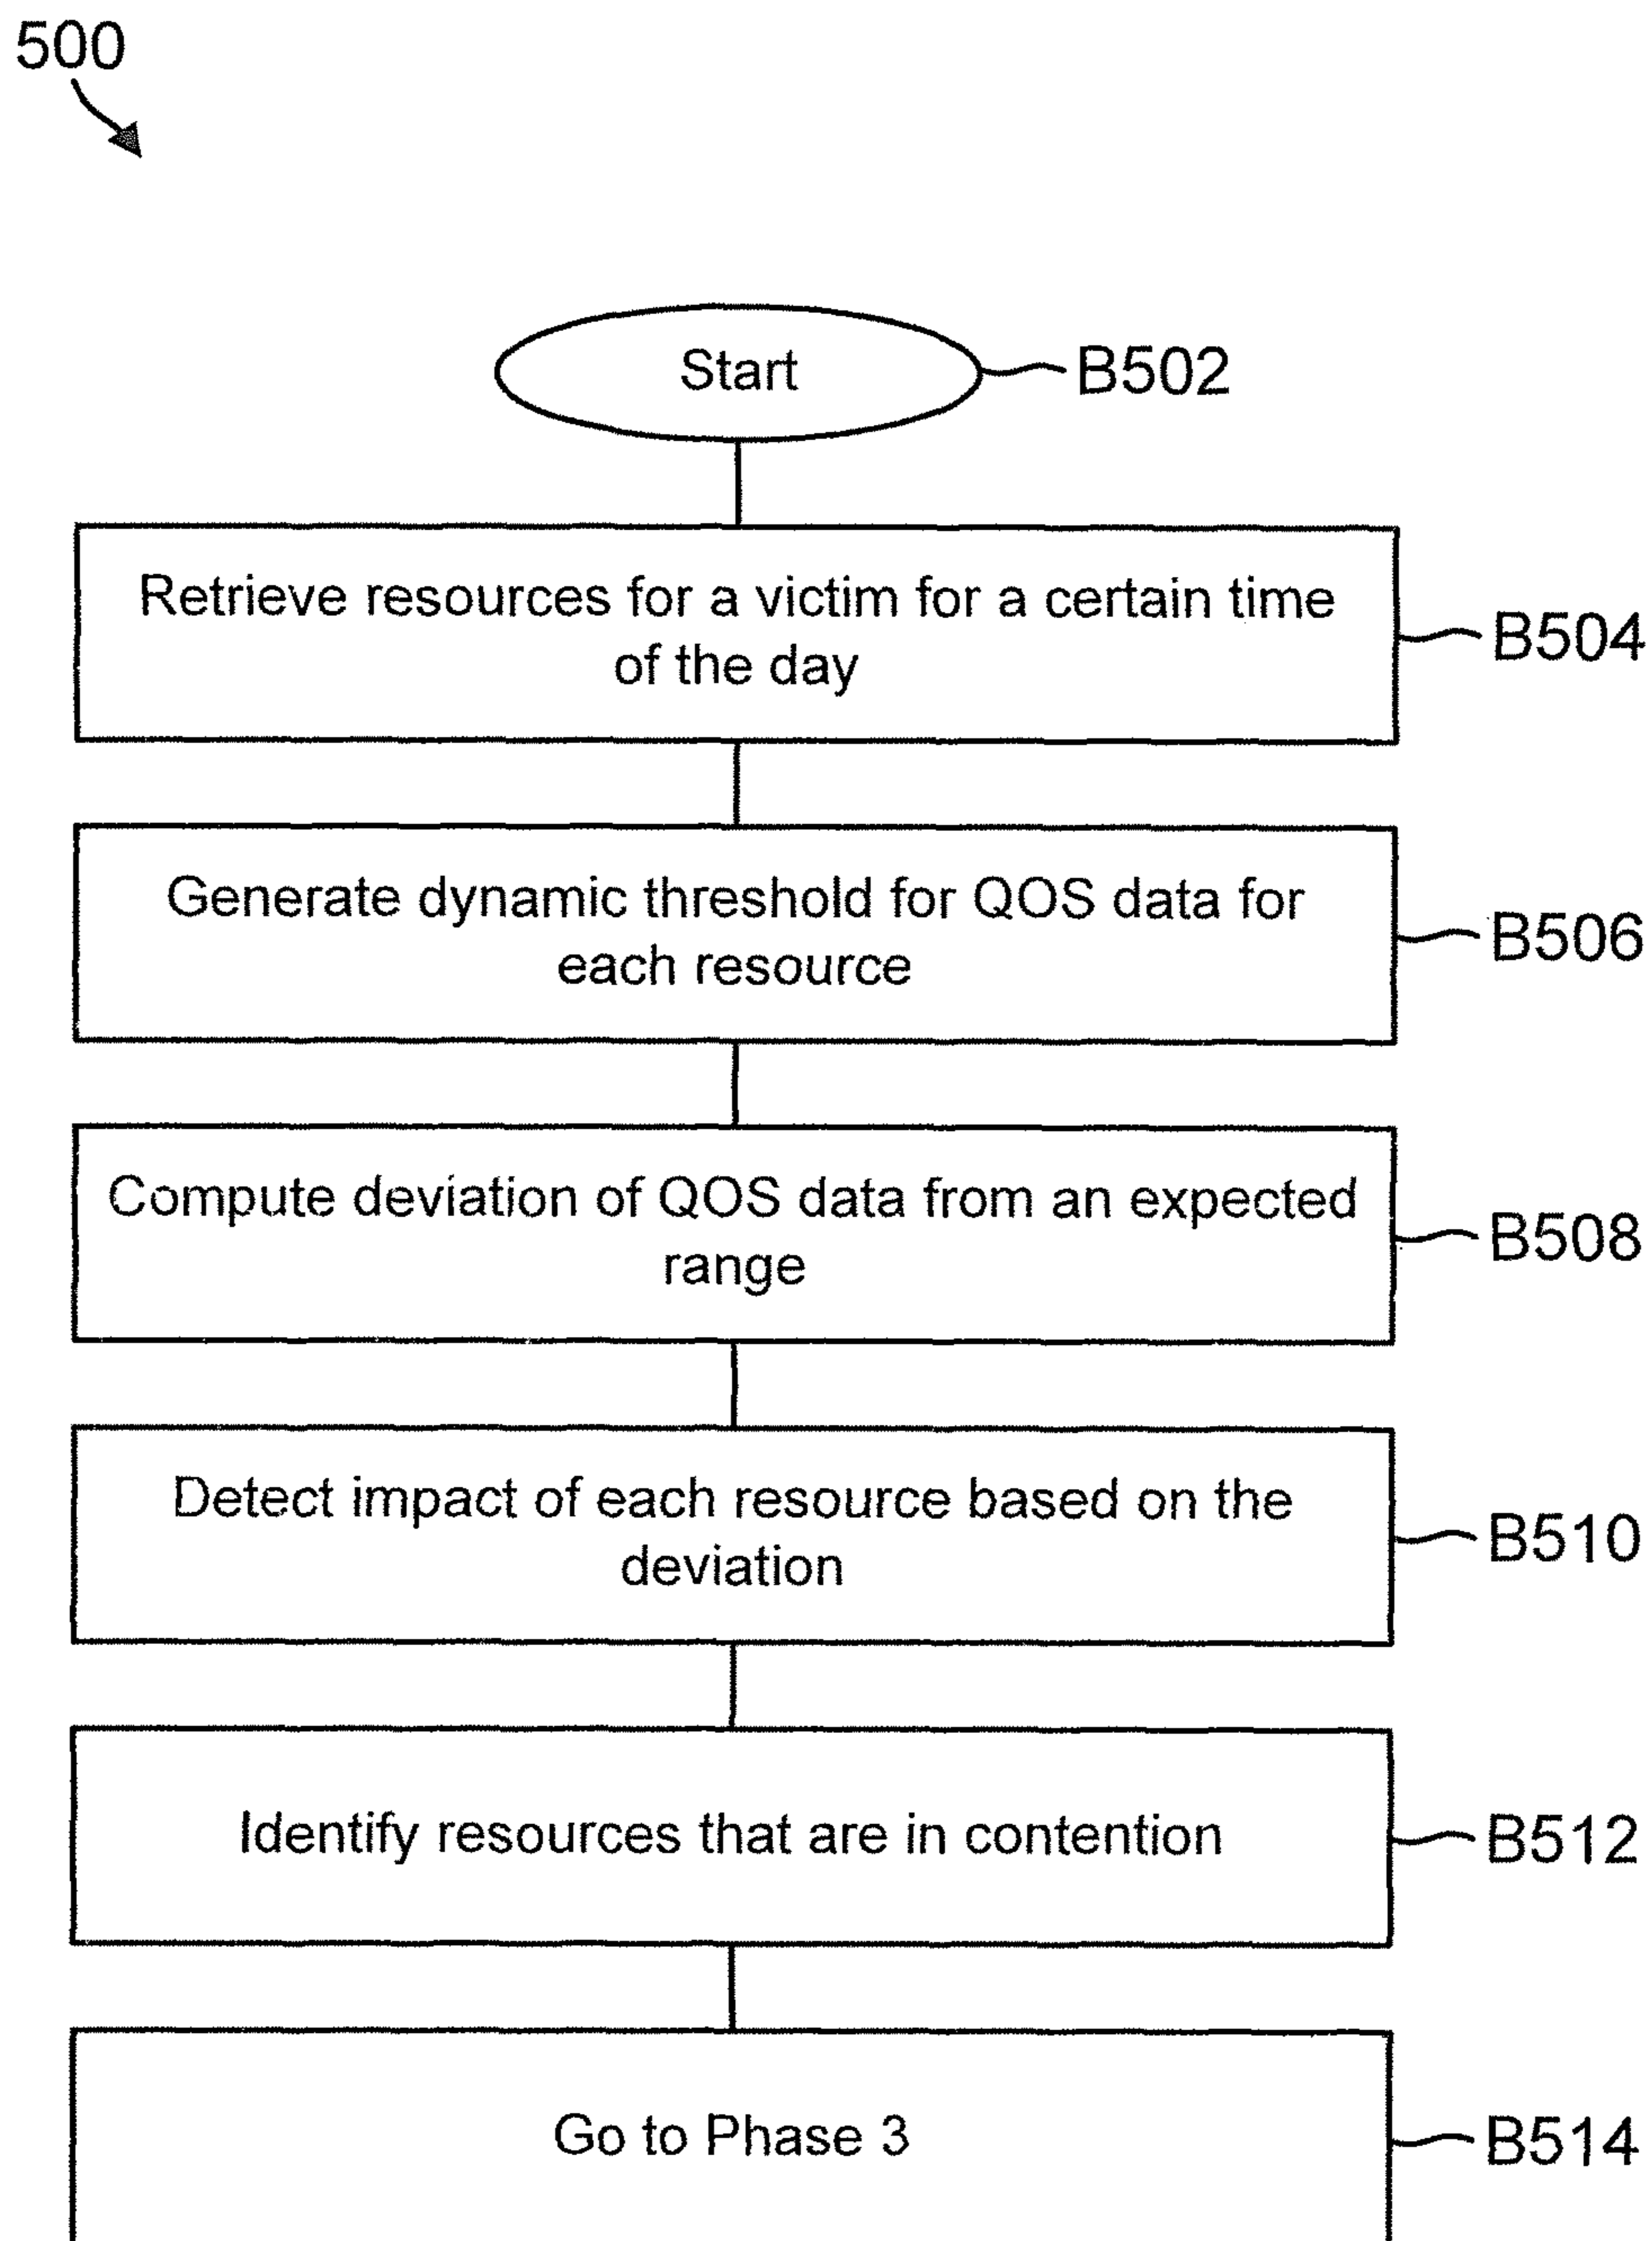 500
Start
B502
Retrieve resources for a victim for a certain time
of the day
B504
Generate dynamic threshold for QOS data for
each resource
B506
Compute deviation of QOS data from an expected
range
B508
Detect impact of each resource based on the
deviation
B510
Identify resources that are in contention
B512
Go to Phase 3
B514